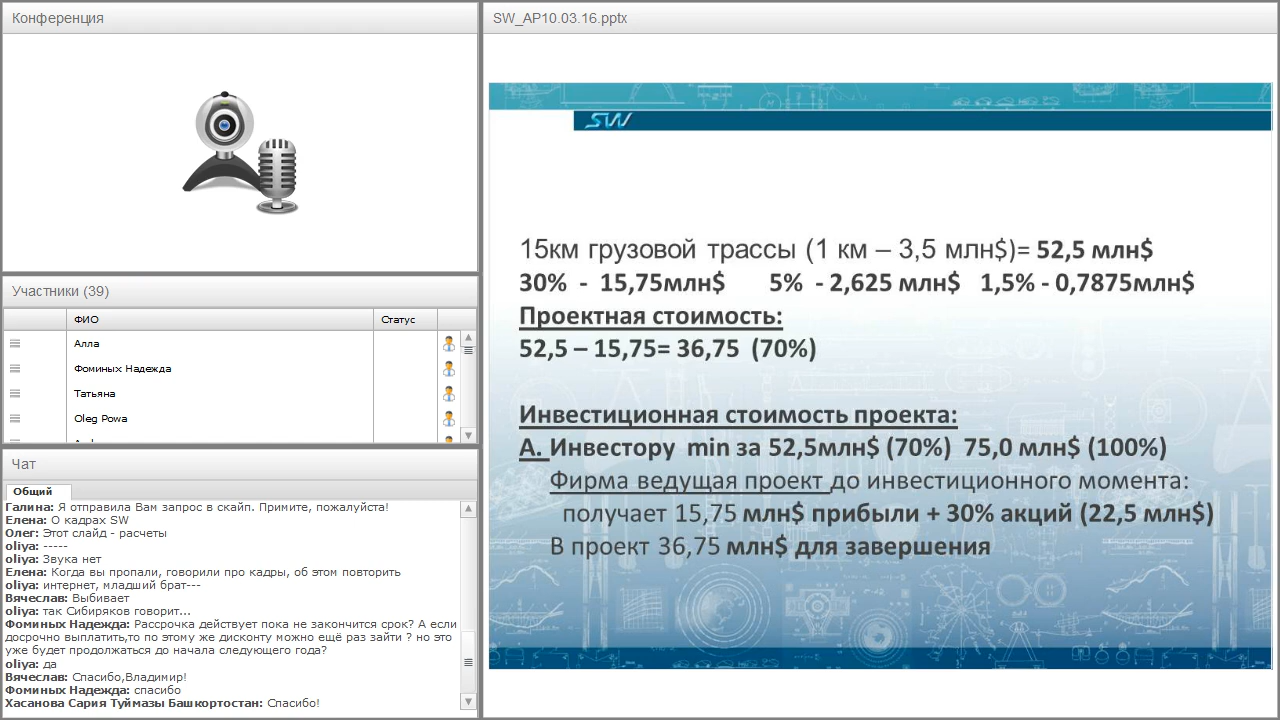 Конференция
Участники (39)
ФИО
Статус
Алла
Фоминых Надежда
Татьяна
Oleg Powa
Чат
Общий
Галина: Я отправила Вам запрос в скайп. Примите, пожалуйста!
Елена: О кадрах SW
Олег: Этот слайд - расчеты
oliya: -----
oliya: Звука нет
Елена: Когда вы пропали, говорили про кадры, об этом повторить
oliya: интернет, младший брат---
Вячеслав: Выбивает
oliya: так Сибиряков говорит...
Фоминых Надежда: Рассрочка действует пока не закончится срок? А если
досрочно выплатить,то по этому же дисконту можно ещё раз зайти ? но это
уже будет продолжаться до начала следующего года?
oliya: да
Вячеслав: Спасибо,Владимир!
Фоминых Надежда: спасибо
Хасанова Сария Туймазы Башкортостан: Спасибо!
SW_AP10.03.16.pptx
SW
15км грузовой трассы (1 км – 3,5 млн$)= 52,5 млн$
30% - 15,75млн$ 5% - 2,625 млн$ 1,5% - 0,7875млн$
Проектная стоимость:
52,5 – 15,75= 36,75 (70%)
Инвестиционная стоимость проекта:
А. Инвестору min за 52,5млн$ (70%) 75,0 млн$ (100%)
Фирма ведущая проект до инвестиционного момента:
получает 15,75 млн$ прибыли + 30% акций (22,5 млн$)
В проект 36,75 млн$ для завершения